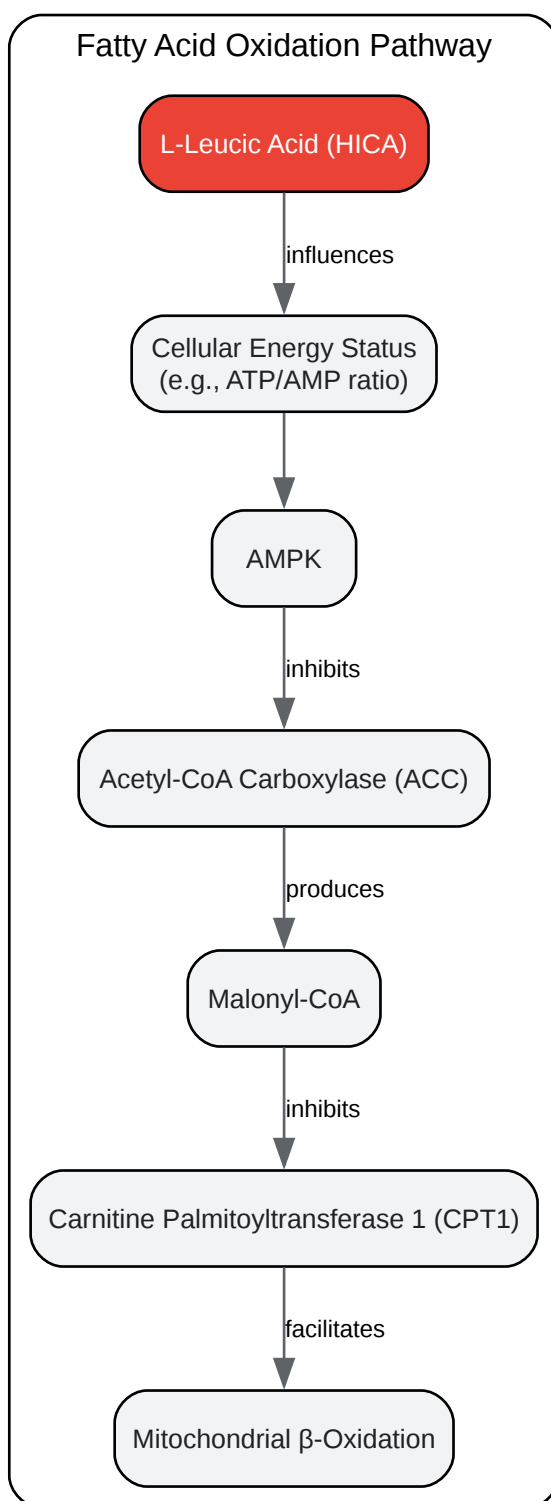 Fatty Acid Oxidation Pathway
L-Leucic Acid (HICA)
influences
Cellular Energy Status
(e.g., ATP/AMP ratio)
AMPK
inhibits
Acetyl-CoA Carboxylase (ACC)
produces
Malonyl-CoA
inhibits
Carnitine Palmitoyltransferase 1 (CPT1)
facilitates
Mitochondrial β-Oxidation